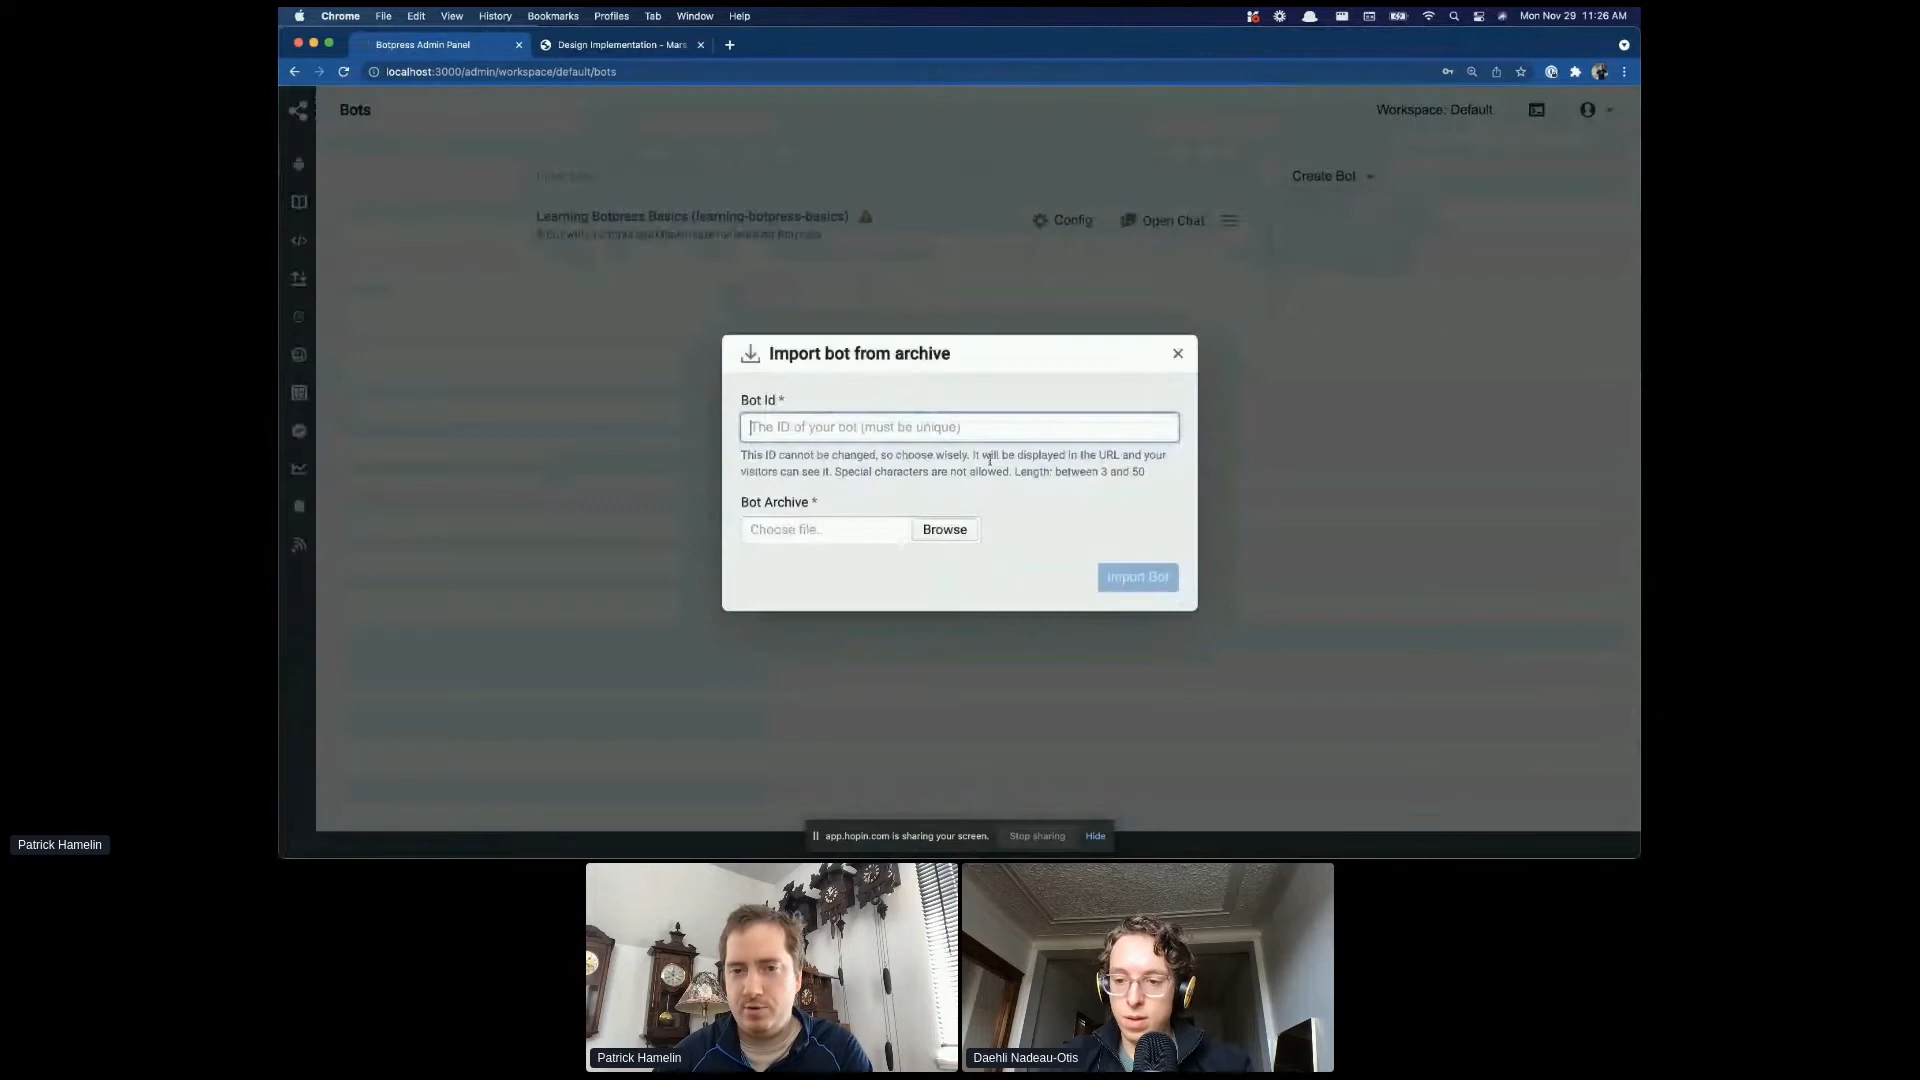 Chrome File Edit View History Bookmarks Profiles Tab Window Help Mon Nov 29 11:26 AM
Botpress Admin Panel Design Implementation - Mars
localhost:3000/admin/workspace/default/bots
Bots Workspace: Default
Create Bot
Learning Botpress Basics (learning-botpress-basics) Config Open Chat
Import bot from archive
Bot Id *
The ID of your bot (must be unique)
This ID cannot be changed, so choose wisely. It will be displayed in the URL and your
visitors can see it. Special characters are not allowed. Length: between 3 and 50
Bot Archive *
Choose file.. Browse
Import Bot
app.hopin.com is sharing your screen. Stop sharing Hide
Patrick Hamelin
Patrick Hamelin Daehli Nadeau-Otis